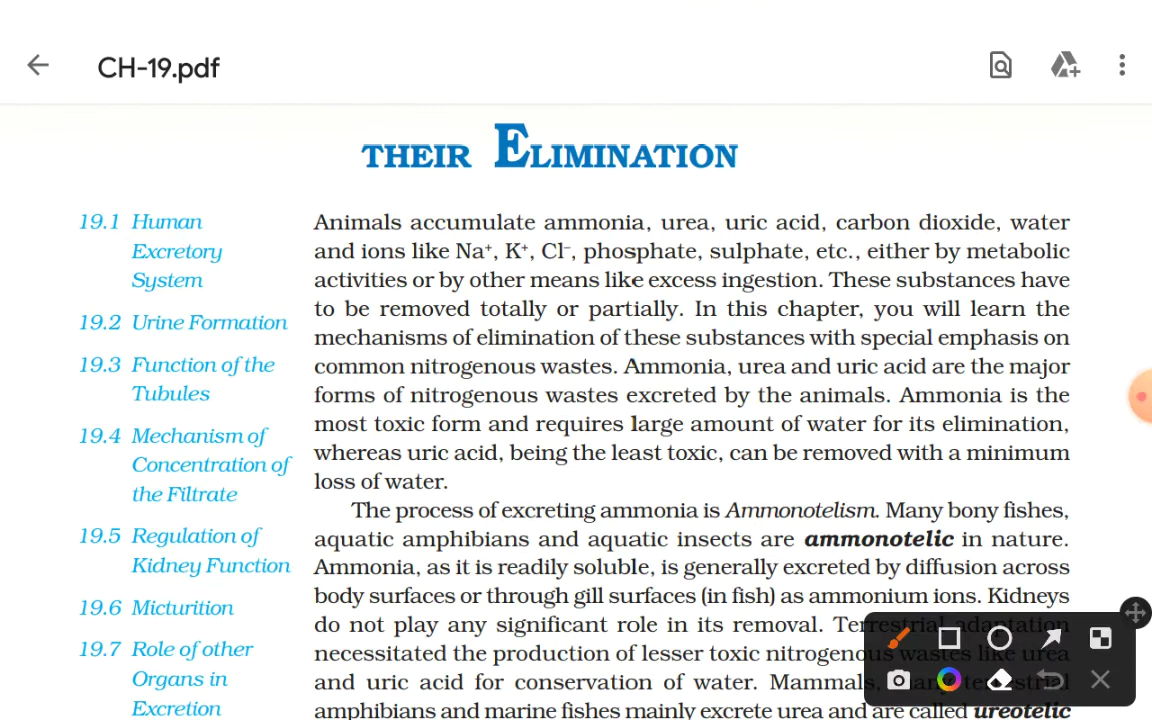 CH-19.pdf
THEIR ELIMINATION
19.1 Human
Excretory
System
19.2 Urine Formation
19.3 Function of the
Tubules
19.4 Mechanism of
Concentration of
the Filtrate
19.5 Regulation of
Kidney Function
19.6 Micturition
19.7 Role of other
Organs in
Excretion
Animals accumulate ammonia, urea, uric acid, carbon dioxide, water
and ions like Na⁺, K⁺, Cl⁻, phosphate, sulphate, etc., either by metabolic
activities or by other means like excess ingestion. These substances have
to be removed totally or partially. In this chapter, you will learn the
mechanisms of elimination of these substances with special emphasis on
common nitrogenous wastes. Ammonia, urea and uric acid are the major
forms of nitrogenous wastes excreted by the animals. Ammonia is the
most toxic form and requires large amount of water for its elimination,
whereas uric acid, being the least toxic, can be removed with a minimum
loss of water.
The process of excreting ammonia is Ammonotelism. Many bony fishes,
aquatic amphibians and aquatic insects are ammonotelic in nature.
Ammonia, as it is readily soluble, is generally excreted by diffusion across
body surfaces or through gill surfaces (in fish) as ammonium ions. Kidneys
do not play any significant role in its removal. Terrestrial adaptation
necessitated the production of lesser toxic nitrogenous wastes like urea
and uric acid for conservation of water. Mammals, many terrestrial
amphibians and marine fishes mainly excrete urea and are called ureotelic